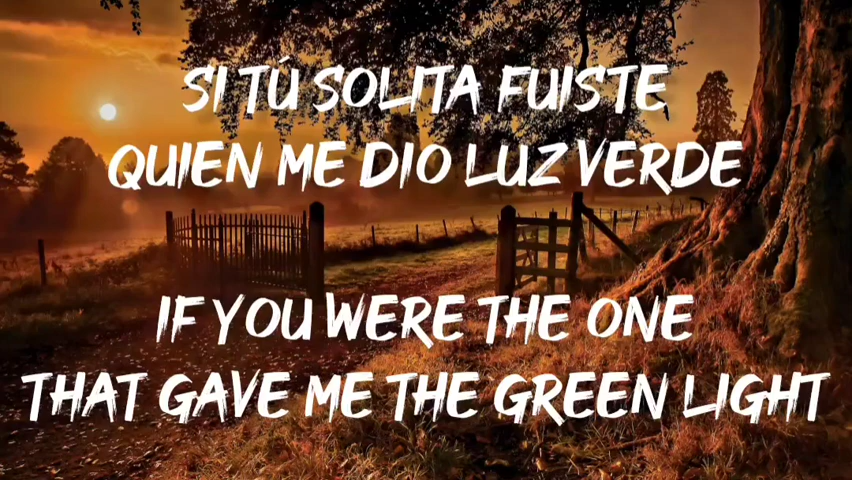 SI TÚ SOLITA FUISTE
QUIEN ME DIO LUZ VERDE
IF YOU WERE THE ONE
THAT GAVE ME THE GREEN LIGHT